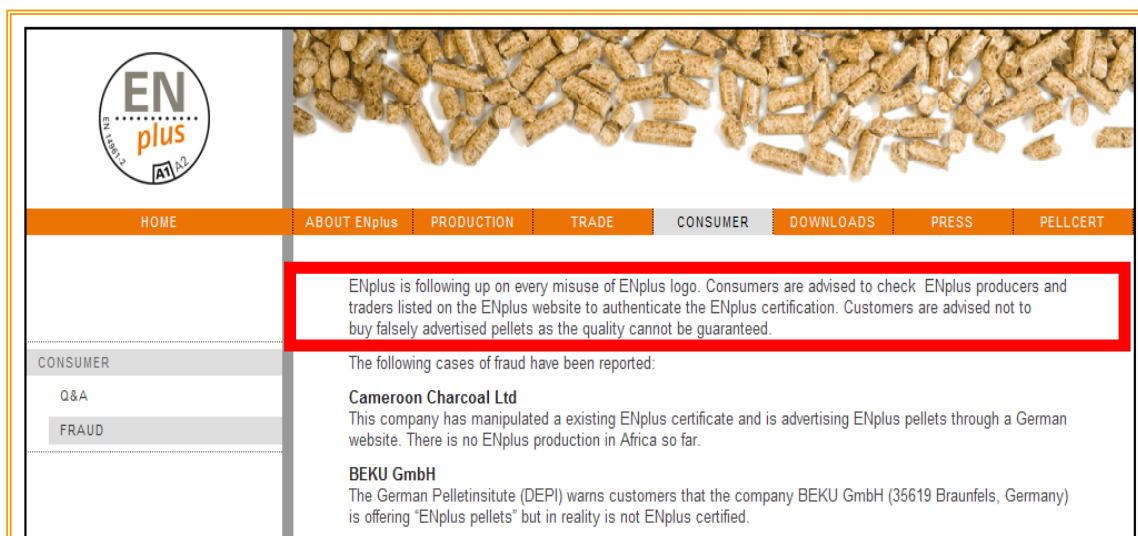 EN
plus
EN 14961-2
A1 A2
HOME
ABOUT ENplus
PRODUCTION
TRADE
CONSUMER
DOWNLOADS
PRESS
PELLCERT
ENplus is following up on every misuse of ENplus logo. Consumers are advised to check ENplus producers and
traders listed on the ENplus website to authenticate the ENplus certification. Customers are advised not to
buy falsely advertised pellets as the quality cannot be guaranteed.
CONSUMER
Q&A
FRAUD
The following cases of fraud have been reported:
Cameroon Charcoal Ltd
This company has manipulated a existing ENplus certificate and is advertising ENplus pellets through a German
website. There is no ENplus production in Africa so far.
BEKU GmbH
The German Pelletinsitute (DEPI) warns customers that the company BEKU GmbH (35619 Braunfels, Germany)
is offering “ENplus pellets” but in reality is not ENplus certified.